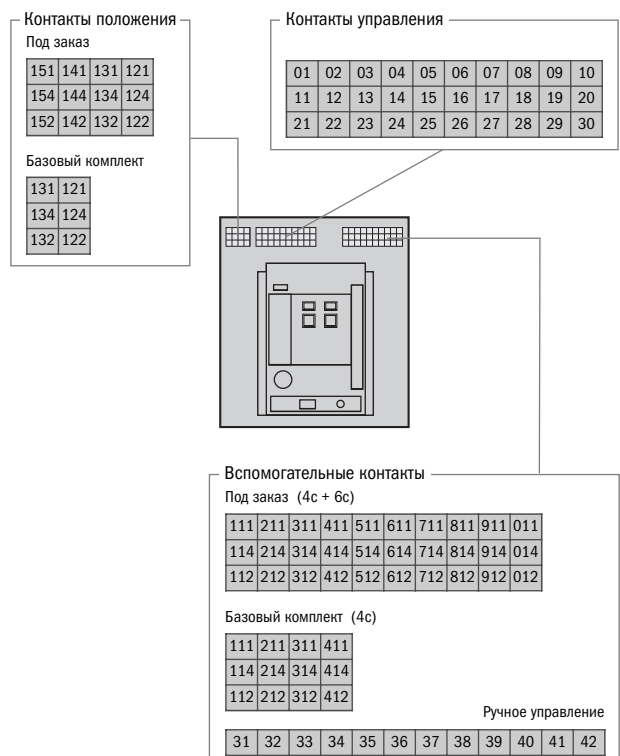 Контакты положения
Под заказ
151 141 131 121
154 144 134 124
152 142 132 122
Базовый комплект
131 121
134 124
132 122
Контакты управления
01 02 03 04 05 06 07 08 09 10
11 12 13 14 15 16 17 18 19 20
21 22 23 24 25 26 27 28 29 30
Вспомогательные контакты
Под заказ (4c + 6c)
111 211 311 411 511 611 711 811 911 011
114 214 314 414 514 614 714 814 914 014
112 212 312 412 512 612 712 812 912 012
Базовый комплект (4c)
111 211 311 411
114 214 314 414
112 212 312 412
Ручное управление
31 32 33 34 35 36 37 38 39 40 41 42